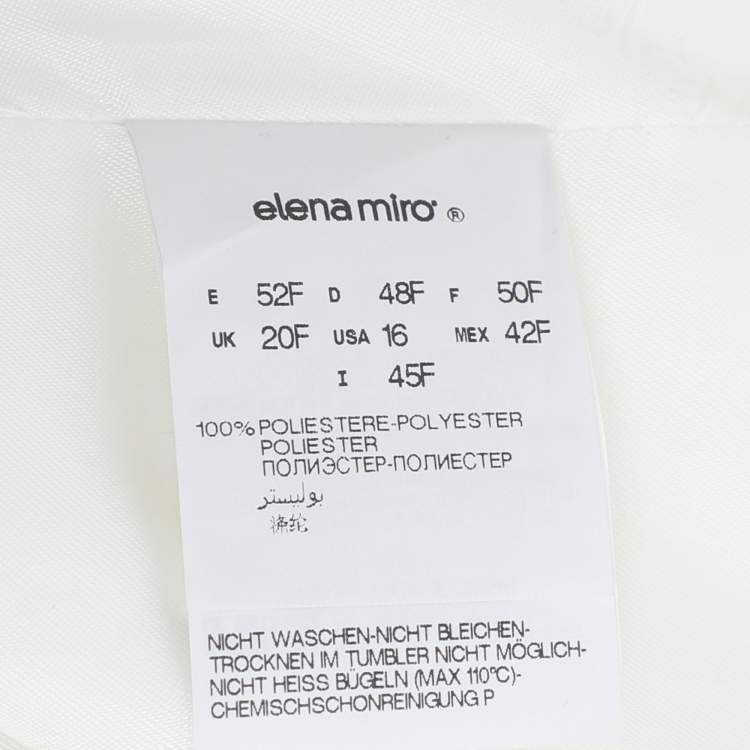 elena miro ®
E 52F D 48F F 50F
UK 20F USA 16 MEX 42F
I 45F
100% POLIESTERE-POLYESTER
POLIESTER
ПОЛИЭСТЕР-ПОЛИЕСТЕР
بوليستر
沸纶
NICHT WASCHEN-NICHT BLEICHEN-
TROCKNEN IM TUMBLER NICHT MÖGLICH-
NICHT HEISS BÜGELN (MAX 110°C)-
CHEMISCHSCHONREINIGUNG P